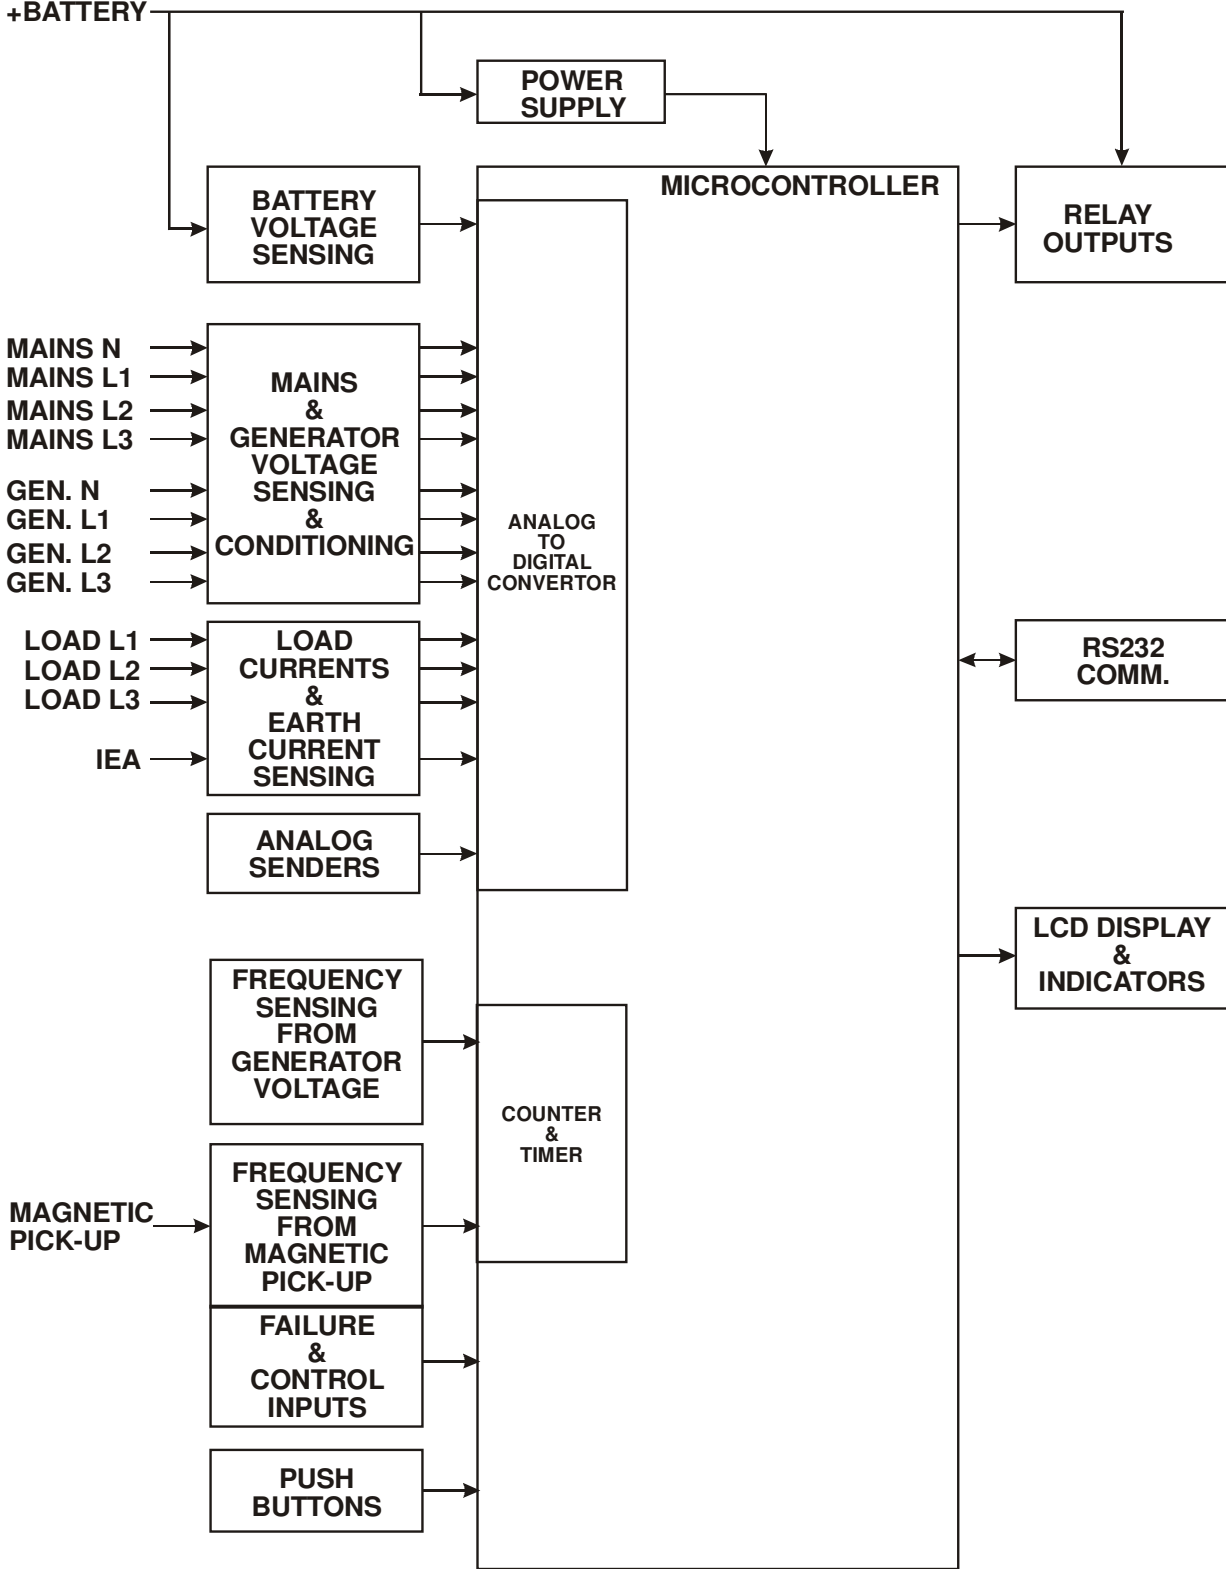 +BATTERY
POWER
SUPPLY
MICROCONTROLLER
BATTERY
VOLTAGE
SENSING
RELAY
OUTPUTS
MAINS N
MAINS L1
MAINS L2
MAINS L3
GEN. N
GEN. L1
GEN. L2
GEN. L3
MAINS
&
GENERATOR
VOLTAGE
SENSING
&
CONDITIONING
ANALOG
TO
DIGITAL
CONVERTOR
LOAD L1
LOAD L2
LOAD L3
IEA
LOAD
CURRENTS
&
EARTH
CURRENT
SENSING
RS232
COMM.
ANALOG
SENDERS
LCD DISPLAY
&
INDICATORS
FREQUENCY
SENSING
FROM
GENERATOR
VOLTAGE
COUNTER
&
TIMER
MAGNETIC
PICK-UP
FREQUENCY
SENSING
FROM
MAGNETIC
PICK-UP
FAILURE
&
CONTROL
INPUTS
PUSH
BUTTONS